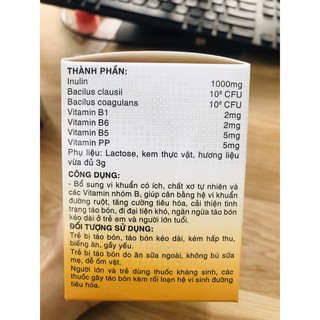 THÀNH PHẦN:
Inulin 1000mg
Bacilus clausii 10⁸ CFU
Bacilus coagulans 10⁸ CFU
Vitamin B1 2mg
Vitamin B6 2mg
Vitamin B5 5mg
Vitamin PP 5mg
Phụ liệu: Lactose, kem thực vật, hương liệu
vừa đủ 3g
CÔNG DỤNG:
- Bổ sung vi khuẩn có ích, chất xơ tự nhiên và
các Vitamin nhóm B, giúp cân bằng hệ vi khuẩn
đường ruột, tăng cường tiêu hóa, cải thiện tình
trạng táo bón, đi đại tiện khó, ngăn ngừa táo bón
kéo dài ở trẻ em và người lớn tuổi.
ĐỐI TƯỢNG SỬ DỤNG:
Trẻ bị táo bón, táo bón kéo dài, kém hấp thu,
biếng ăn, gầy yếu.
Trẻ bị táo bón do ăn sữa ngoài, không bú sữa
mẹ, dễ ốm vặt.
Người lớn và trẻ dùng thuốc kháng sinh, các
thuốc gây táo bón kèm rối loạn hệ vi sinh đường
tiêu hóa.